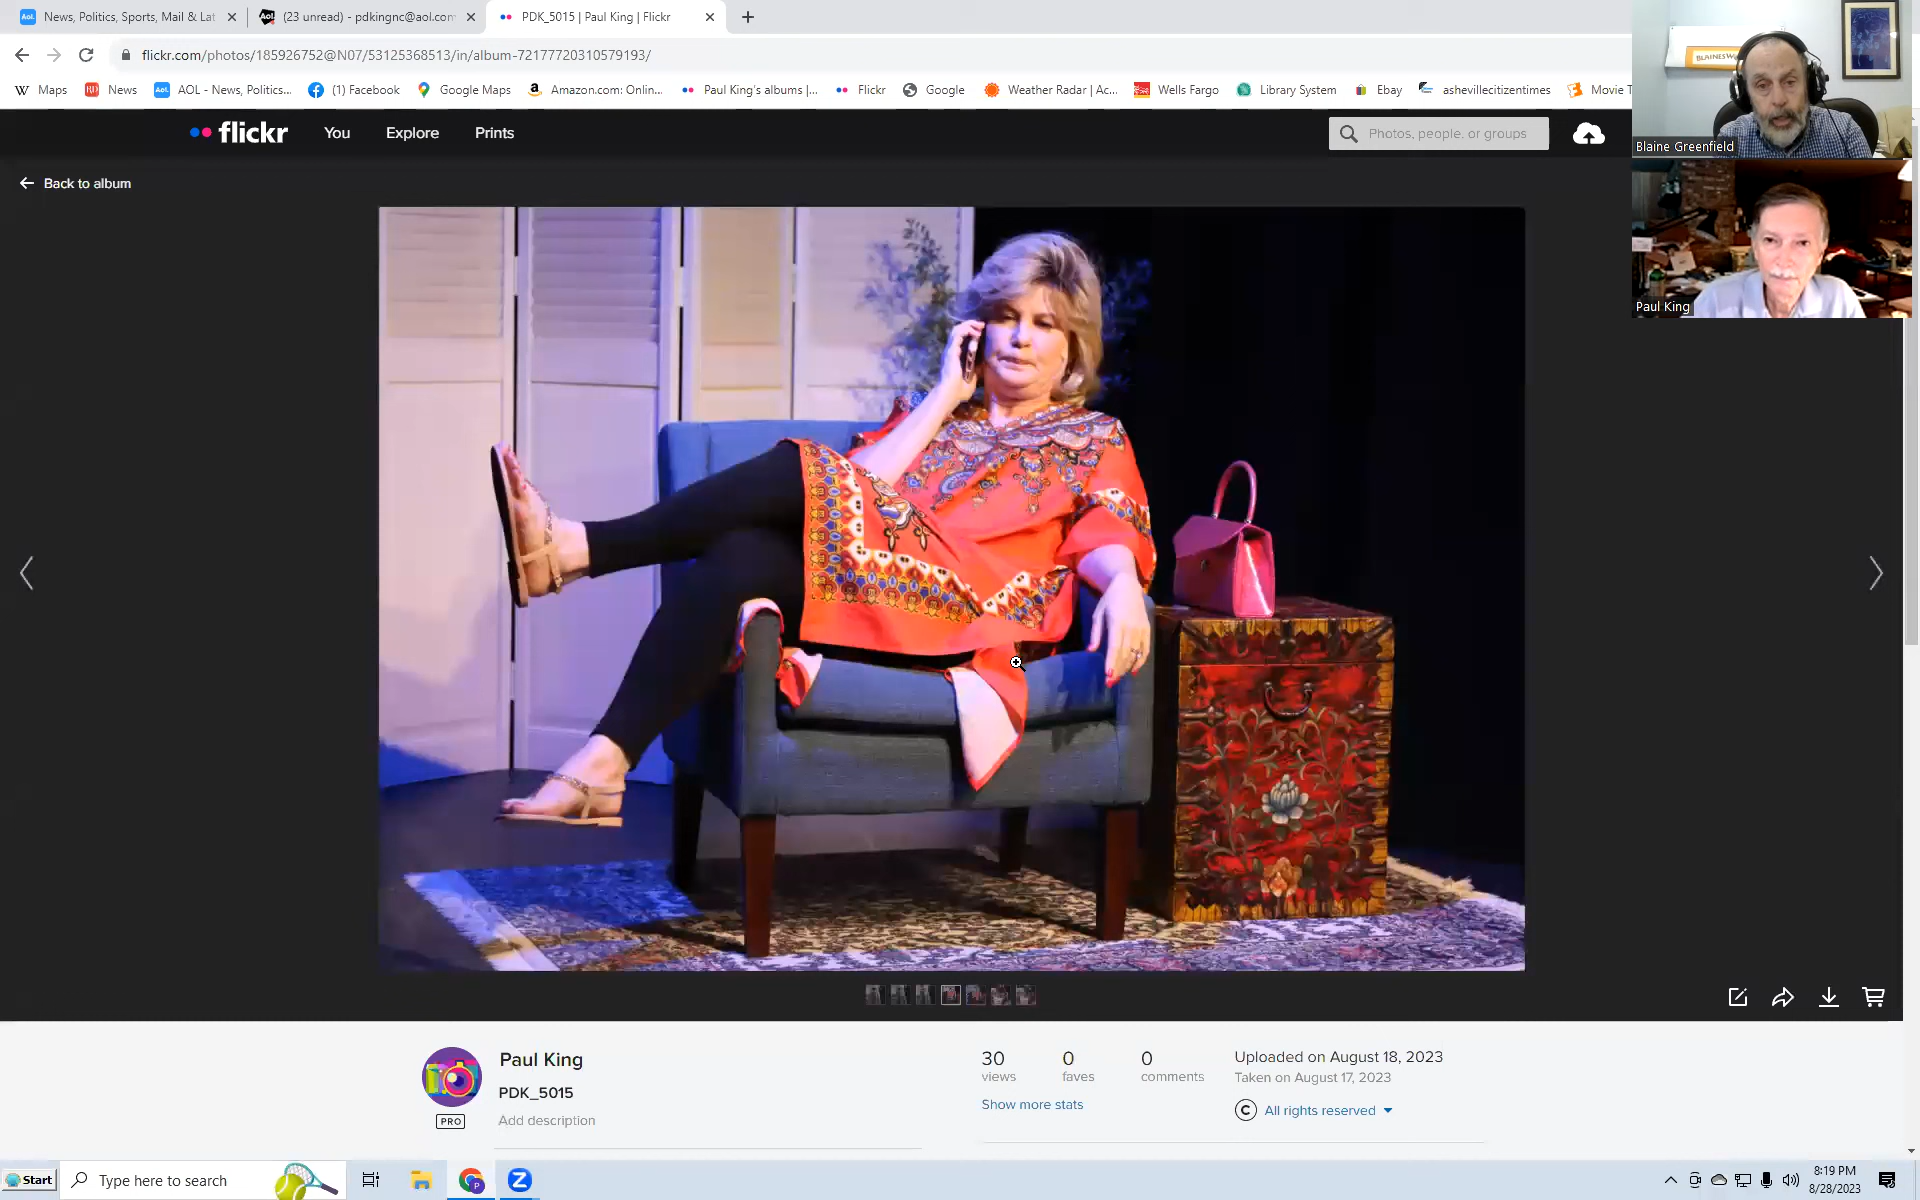 News, Politics, Sports, Mail & Lat
(23 unread) - pdkingnc@aol.com
PDK_5015 | Paul King | Flickr
flickr.com/photos/185926752@N07/53125368513/in/album-72177720310579193/
Maps
News
AOL - News, Politics...
(1) Facebook
Google Maps
Amazon.com: Onlin...
Paul King's albums |...
Flickr
Google
Weather Radar | Ac...
Wells Fargo
Library System
Ebay
ashevillecitizentimes
Movie T
flickr
You
Explore
Prints
Photos, people, or groups
Blaine Greenfield
Paul King
Back to album
Paul King
PDK_5015
PRO
Add description
30
views
0
faves
0
comments
Show more stats
Uploaded on August 18, 2023
Taken on August 17, 2023
All rights reserved
Start
Type here to search
8:19 PM
8/28/2023